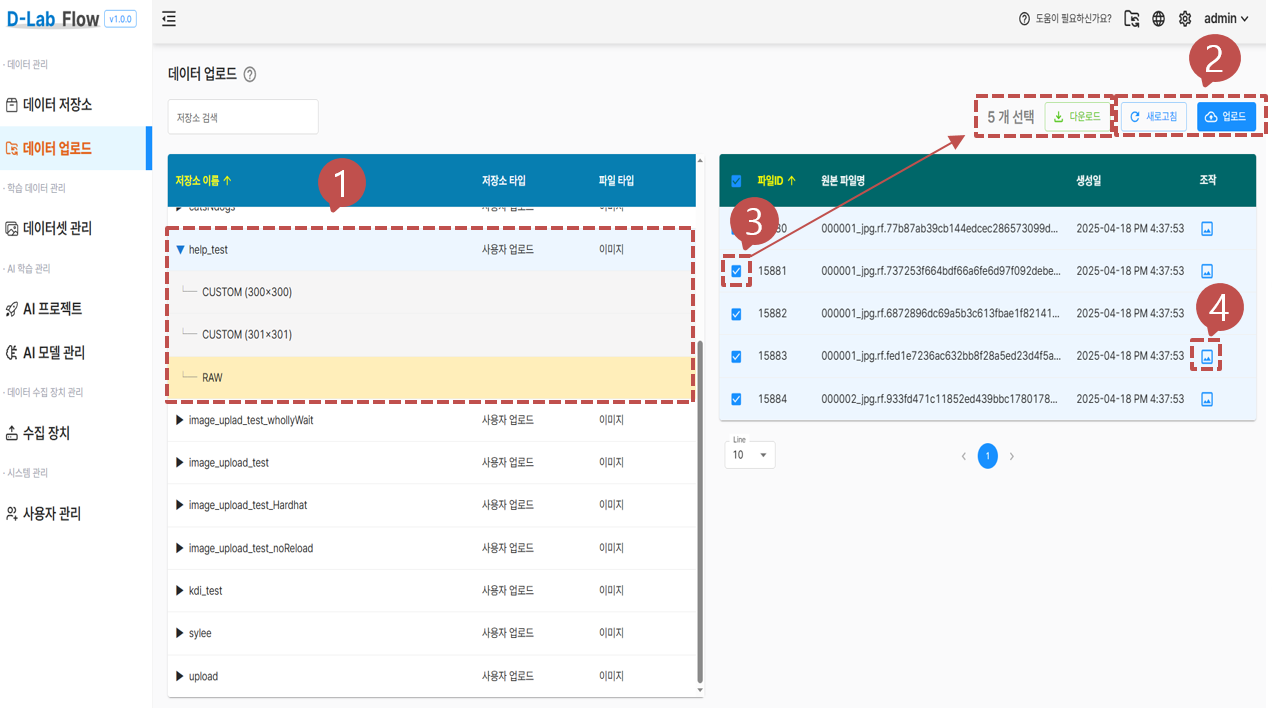 D-Lab Flow v1.0.0
도움이 필요하신가요? admin
· 데이터 관리
데이터 저장소
데이터 업로드
· 학습 데이터 관리
데이터셋 관리
· AI 학습 관리
AI 프로젝트
AI 모델 관리
· 데이터 수집 장치 관리
수집 장치
· 시스템 관리
사용자 관리
데이터 업로드
저장소 검색
1
2
3
4
5 개 선택 다운로드 새로고침 업로드
저장소 이름 저장소 타입 파일 타입
catsNdogs 사용자 업로드 이미지
help_test 사용자 업로드 이미지
CUSTOM (300×300)
CUSTOM (301×301)
RAW
image_uplad_test_whollyWait 사용자 업로드 이미지
image_upload_test 사용자 업로드 이미지
image_upload_test_Hardhat 사용자 업로드 이미지
image_upload_test_noReload 사용자 업로드 이미지
kdi_test 사용자 업로드 이미지
sylee 사용자 업로드 이미지
upload 사용자 업로드 이미지
파일ID 원본 파일명 생성일 조작
80 000001_jpg.rf.77b87ab39cb144edcec286573099d... 2025-04-18 PM 4:37:53
15881 000001_jpg.rf.737253f664bdf66a6fe6d97f092debe... 2025-04-18 PM 4:37:53
15882 000001_jpg.rf.6872896dc69a5b3c613fbae1f82141... 2025-04-18 PM 4:37:53
15883 000001_jpg.rf.fed1e7236ac632bb8f28a5ed23d4f5a... 2025-04-18 PM 4:37:53
15884 000002_jpg.rf.933fd471c11852ed439bbc1780178... 2025-04-18 PM 4:37:53
Line
10
1